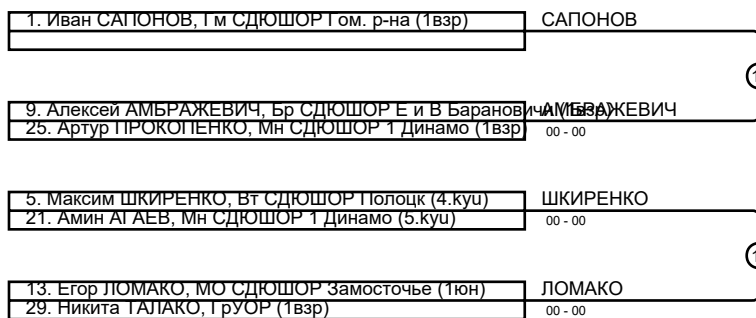 1. Иван САПОНОВ, Гм СДЮШОР Гом. р-на (1взр)
САПОНОВ
1
9. Алексей АМБРАЖЕВИЧ, Бр СДЮШОР Е и В Барановичи (1взр)
АМБРАЖЕВИЧ
25. Артур ПРОКОПЕНКО, Мн СДЮШОР 1 Динамо (1взр)
00 - 00
5. Максим ШКИРЕНКО, Вт СДЮШОР Полоцк (4.kyu)
ШКИРЕНКО
21. Амин АГАЕВ, Мн СДЮШОР 1 Динамо (5.kyu)
00 - 00
1
13. Егор ЛОМАКО, МО СДЮШОР Замосточье (1юн)
ЛОМАКО
29. Никита ТАЛАКО, ГрУОР (1взр)
00 - 00